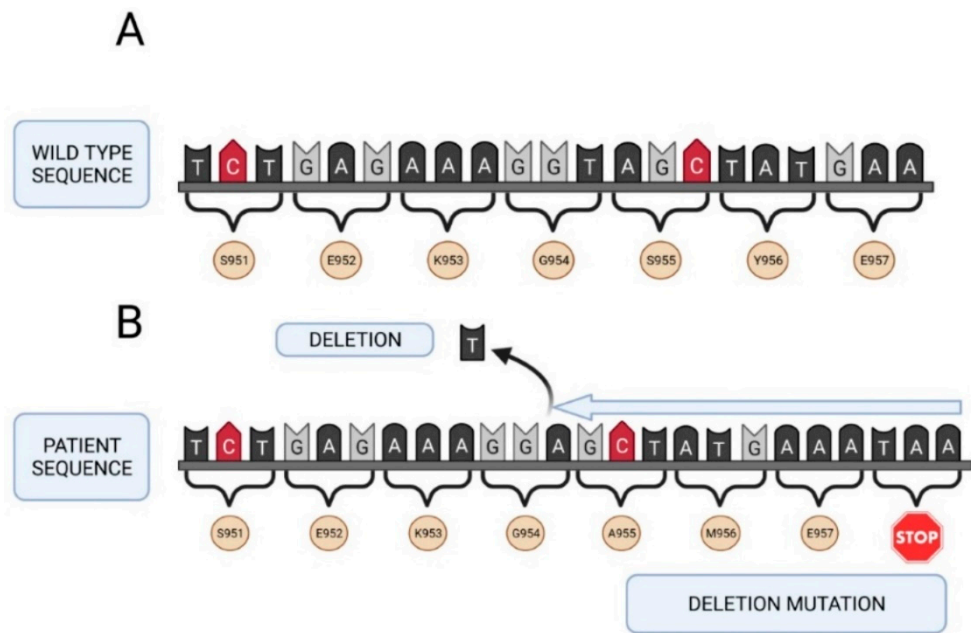 A
WILD TYPE
SEQUENCE
T C T G A G A A A G G T A G C T A T G A A
S951 E952 K953 G954 S955 Y956 E957
B
DELETION
T
PATIENT
SEQUENCE
T C T G A G A A A G G A G C T A T G A A A T A A
S951 E952 K953 G954 A955 M956 E957 STOP
DELETION MUTATION